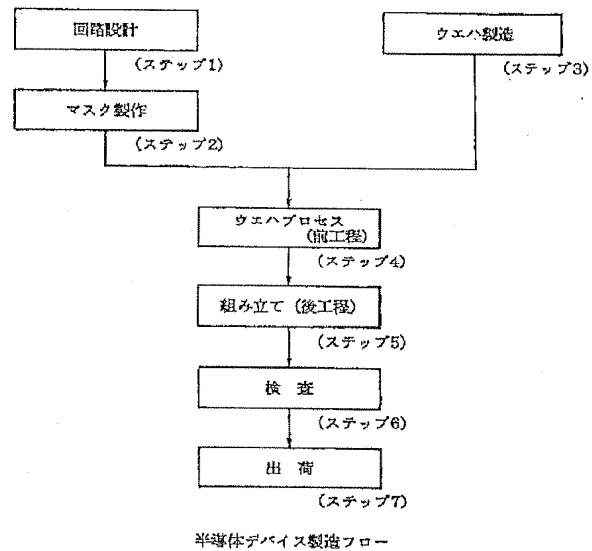 回路設計
(ステップ1)
マスク製作
(ステップ2)
ウエハ製造
(ステップ3)
ウエハプロセス
(前工程)
(ステップ4)
組み立て (後工程)
(ステップ5)
検 査
(ステップ6)
出 荷
(ステップ7)
半導体デバイス製造フロー